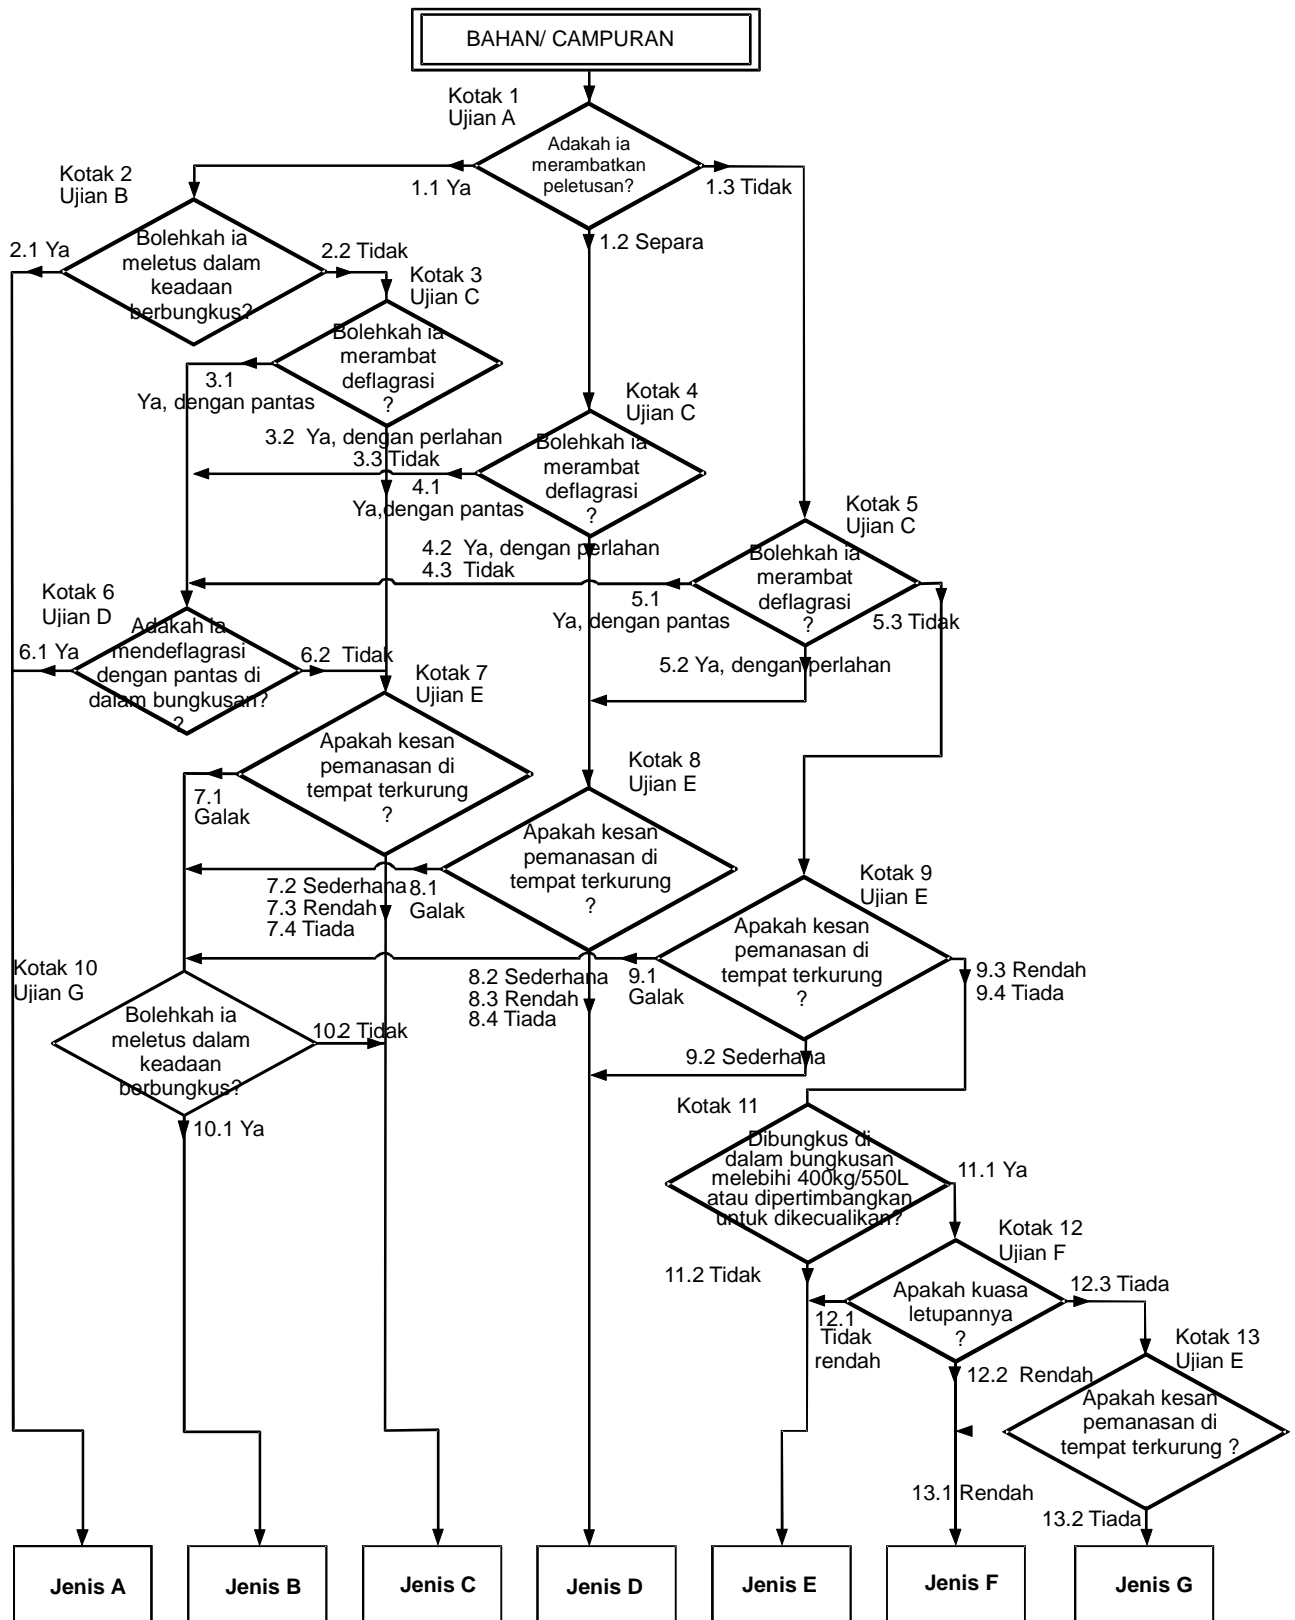 BAHAN/ CAMPURAN
Kotak 1
Ujian A
Adakah ia
merambatkan
peletusan?
1.1 Ya
1.3 Tidak
1.2 Separa
Kotak 2
Ujian B
Bolehkah ia
meletus dalam
keadaan
berbungkus?
2.1 Ya
2.2 Tidak
Kotak 3
Ujian C
Bolehkah ia
merambat
deflagrasi
?
3.1
Ya, dengan pantas
3.2 Ya, dengan perlahan
3.3 Tidak
Kotak 4
Ujian C
Bolehkah ia
merambat
deflagrasi
?
4.1
Ya,dengan pantas
4.2 Ya, dengan perlahan
4.3 Tidak
Kotak 5
Ujian C
Bolehkah ia
merambat
deflagrasi
?
5.1
Ya, dengan pantas
5.3 Tidak
5.2 Ya, dengan perlahan
Kotak 6
Ujian D
Adakah ia
mendeflagrasi
dengan pantas di
dalam bungkusan?
?
6.1 Ya
6.2 Tidak
Kotak 7
Ujian E
Apakah kesan
pemanasan di
tempat terkurung
?
7.1
Galak
7.2 Sederhana
7.3 Rendah
7.4 Tiada
Kotak 8
Ujian E
Apakah kesan
pemanasan di
tempat terkurung
?
8.1
Galak
8.2 Sederhana
8.3 Rendah
8.4 Tiada
Kotak 9
Ujian E
Apakah kesan
pemanasan di
tempat terkurung
?
9.1
Galak
9.3 Rendah
9.4 Tiada
9.2 Sederhana
Kotak 10
Ujian G
Bolehkah ia
meletus dalam
keadaan
berbungkus?
10.2 Tidak
10.1 Ya
Kotak 11
Dibungkus di
dalam bungkusan
melebihi 400kg/550L
atau dipertimbangkan
untuk dikecualikan?
11.1 Ya
11.2 Tidak
Kotak 12
Ujian F
Apakah kuasa
letupannya
?
12.1
Tidak
rendah
12.3 Tiada
12.2 Rendah
Kotak 13
Ujian E
Apakah kesan
pemanasan di
tempat terkurung ?
13.1 Rendah
13.2 Tiada
Jenis A
Jenis B
Jenis C
Jenis D
Jenis E
Jenis F
Jenis G